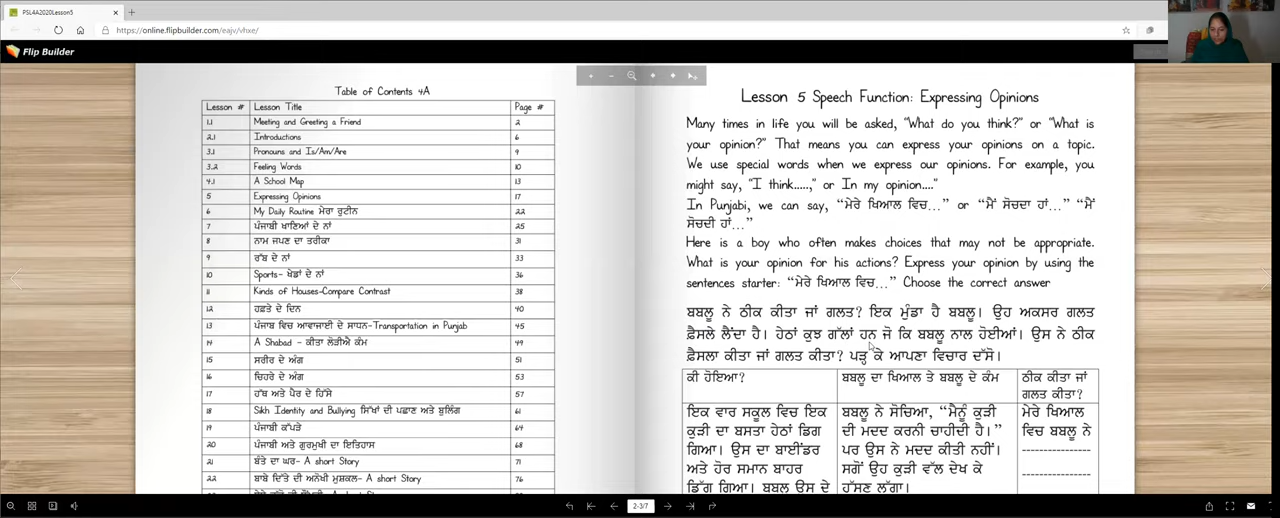 PSL4A2020Lesson5
https://online.flipbuilder.com/eajv/vhxe/
Flip Builder
Table of Contents 4A
Lesson # Lesson Title Page #
1.1 Meeting and Greeting a Friend 2
2.1 Introductions 6
3.1 Pronouns and Is/Am/Are 9
3.2 Feeling Words 10
4.1 A School Map 13
5 Expressing Opinions 17
6 My Daily Routine ਮੇਰਾ ਰੁਟੀਨ 22
7 ਪੰਜਾਬੀ ਖਾਣਿਆਂ ਦੇ ਨਾਂ 25
8 ਨਾਮ ਜਪਣ ਦਾ ਤਰੀਕਾ 31
9 ਰੱਬ ਦੇ ਨਾਂ 33
10 Sports- ਖੇਡਾਂ ਦੇ ਨਾਂ 36
11 Kinds of Houses-Compare Contrast 38
12 ਹਫ਼ਤੇ ਦੇ ਦਿਨ 40
13 ਪੰਜਾਬ ਵਿਚ ਆਵਾਜਾਈ ਦੇ ਸਾਧਨ-Transportation in Punjab 45
14 A Shabad - ਕੀਤਾ ਲੋੜੀਐ ਕੰਮ 49
15 ਸਰੀਰ ਦੇ ਅੰਗ 51
16 ਚਿਹਰੇ ਦੇ ਅੰਗ 53
17 ਹੱਥ ਅਤੇ ਪੈਰ ਦੇ ਹਿੱਸੇ 57
18 Sikh Identity and Bullying ਸਿੱਖਾਂ ਦੀ ਪਛਾਣ ਅਤੇ ਬੁਲਿੰਗ 61
19 ਪੰਜਾਬੀ ਕੱਪੜੇ 64
20 ਪੰਜਾਬੀ ਅਤੇ ਗੁਰਮੁਖੀ ਦਾ ਇਤਿਹਾਸ 68
21 ਬੰਤੇ ਦਾ ਘਰ- A short Story 71
22 ਬਾਬੇ ਦਿੱਤੇ ਦੀ ਅਨੋਖੀ ਮੁਸ਼ਕਲ- A short Story 76
Lesson 5 Speech Function: Expressing Opinions
Many times in life you will be asked, "What do you think?" or "What is
your opinion?" That means you can express your opinions on a topic.
We use special words when we express our opinions. For example, you
might say, "I think.....," or In my opinion...."
In Punjabi, we can say, "ਮੇਰੇ ਖਿਆਲ ਵਿਚ..." or "ਮੈਂ ਸੋਚਦਾ ਹਾਂ..." "ਮੈਂ
ਸੋਚਦੀ ਹਾਂ..."
Here is a boy who often makes choices that may not be appropriate.
What is your opinion for his actions? Express your opinion by using the
sentences starter: "ਮੇਰੇ ਖਿਆਲ ਵਿਚ..." Choose the correct answer
ਬਬਲੂ ਨੇ ਠੀਕ ਕੀਤਾ ਜਾਂ ਗਲਤ? ਇਕ ਮੁੰਡਾ ਹੈ ਬਬਲੂ। ਉਹ ਅਕਸਰ ਗਲਤ
ਫ਼ੈਸਲੇ ਲੈਂਦਾ ਹੈ। ਹੇਠਾਂ ਕੁਝ ਗੱਲਾਂ ਹਨ ਜੋ ਕਿ ਬਬਲੂ ਨਾਲ ਹੋਈਆਂ। ਉਸ ਨੇ ਠੀਕ
ਫ਼ੈਸਲਾ ਕੀਤਾ ਜਾਂ ਗਲਤ ਕੀਤਾ? ਪੜ੍ਹ ਕੇ ਆਪਣਾ ਵਿਚਾਰ ਦੱਸੋ।
ਕੀ ਹੋਇਆ? ਬਬਲੂ ਦਾ ਖਿਆਲ ਤੇ ਬਬਲੂ ਦੇ ਕੰਮ ਠੀਕ ਕੀਤਾ ਜਾਂ
ਗਲਤ ਕੀਤਾ?
ਇਕ ਵਾਰ ਸਕੂਲ ਵਿਚ ਇਕ
ਕੁੜੀ ਦਾ ਬਸਤਾ ਹੇਠਾਂ ਡਿਗ
ਗਿਆ। ਉਸ ਦਾ ਬਾਈਂਡਰ
ਅਤੇ ਹੋਰ ਸਮਾਨ ਬਾਹਰ
ਡਿੱਗ ਗਿਆ। ਬਬਲੂ ਉਸ ਦੇ
ਬਬਲੂ ਨੇ ਸੋਚਿਆ, "ਮੈਨੂੰ ਕੁੜੀ
ਦੀ ਮਦਦ ਕਰਨੀ ਚਾਹੀਦੀ ਹੈ।"
ਪਰ ਉਸ ਨੇ ਮਦਦ ਕੀਤੀ ਨਹੀਂ।
ਸਗੋਂ ਉਹ ਕੁੜੀ ਵੱਲ ਦੇਖ ਕੇ
ਹੱਸਣ ਲੱਗਾ।
ਮੇਰੇ ਖਿਆਲ
ਵਿਚ ਬਬਲੂ ਨੇ
---------------
---------------
2-3/7